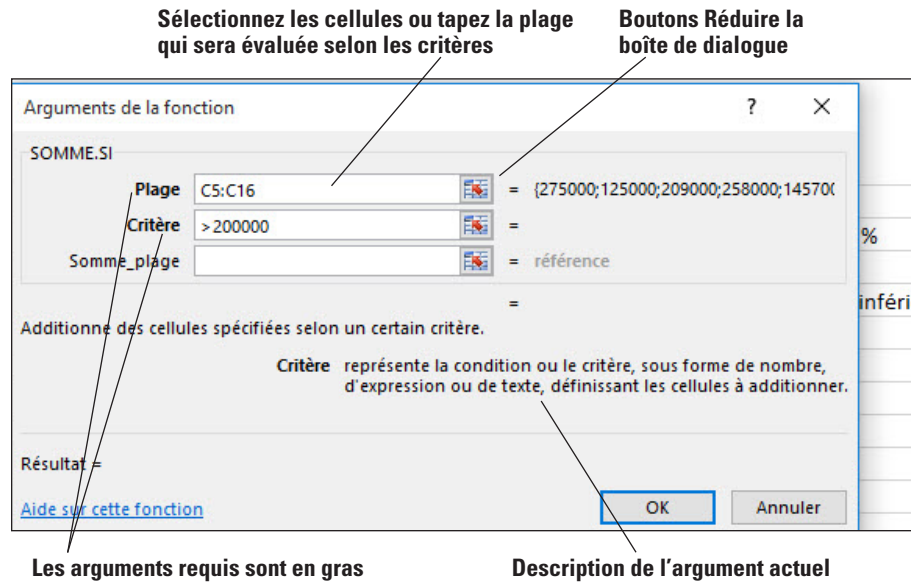 Sélectionnez les cellules ou tapez la plage
qui sera évaluée selon les critères
Boutons Réduire la
boîte de dialogue
Arguments de la fonction ? X
SOMME.SI
Plage C5:C16 = {275000;125000;209000;258000;145700
Critère >200000 =
Somme_plage = référence
=
%
inféri
Additionne des cellules spécifiées selon un certain critère.
Critère représente la condition ou le critère, sous forme de nombre,
d'expression ou de texte, définissant les cellules à additionner.
Résultat =
Aide sur cette fonction OK Annuler
Les arguments requis sont en gras
Description de l'argument actuel